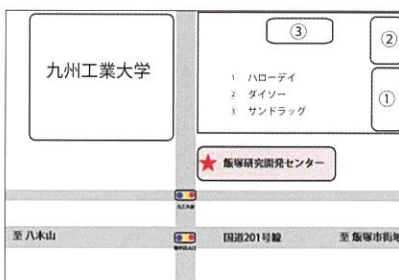 九州工業大学
③
②
①
1 ハローデイ
2 ダイソー
3 サンドラッグ
★ 飯塚研究開発センター
至 八木山
国道201号線
至 飯塚市街地